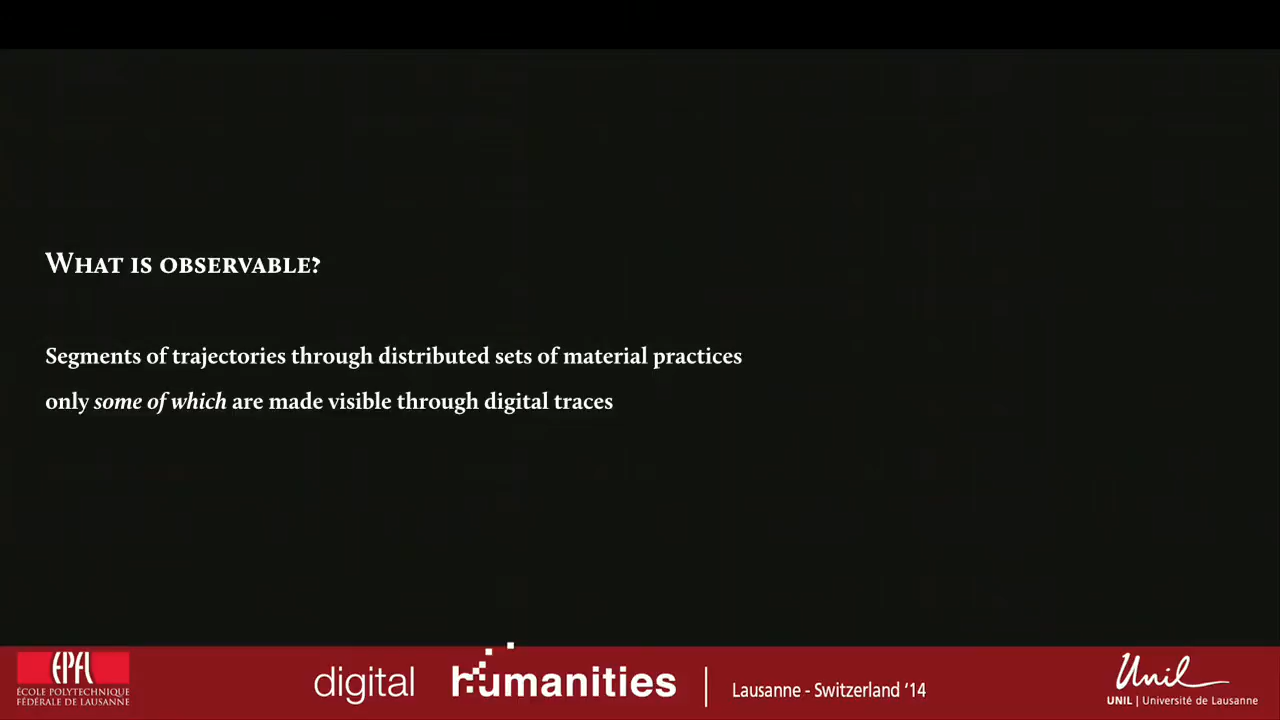 WHAT IS OBSERVABLE?
Segments of trajectories through distributed sets of material practices
only some of which are made visible through digital traces
EPFL
ÉCOLE POLYTECHNIQUE
FÉDÉRALE DE LAUSANNE
digital humanities | Lausanne - Switzerland '14
Unil
UNIL | Université de Lausanne